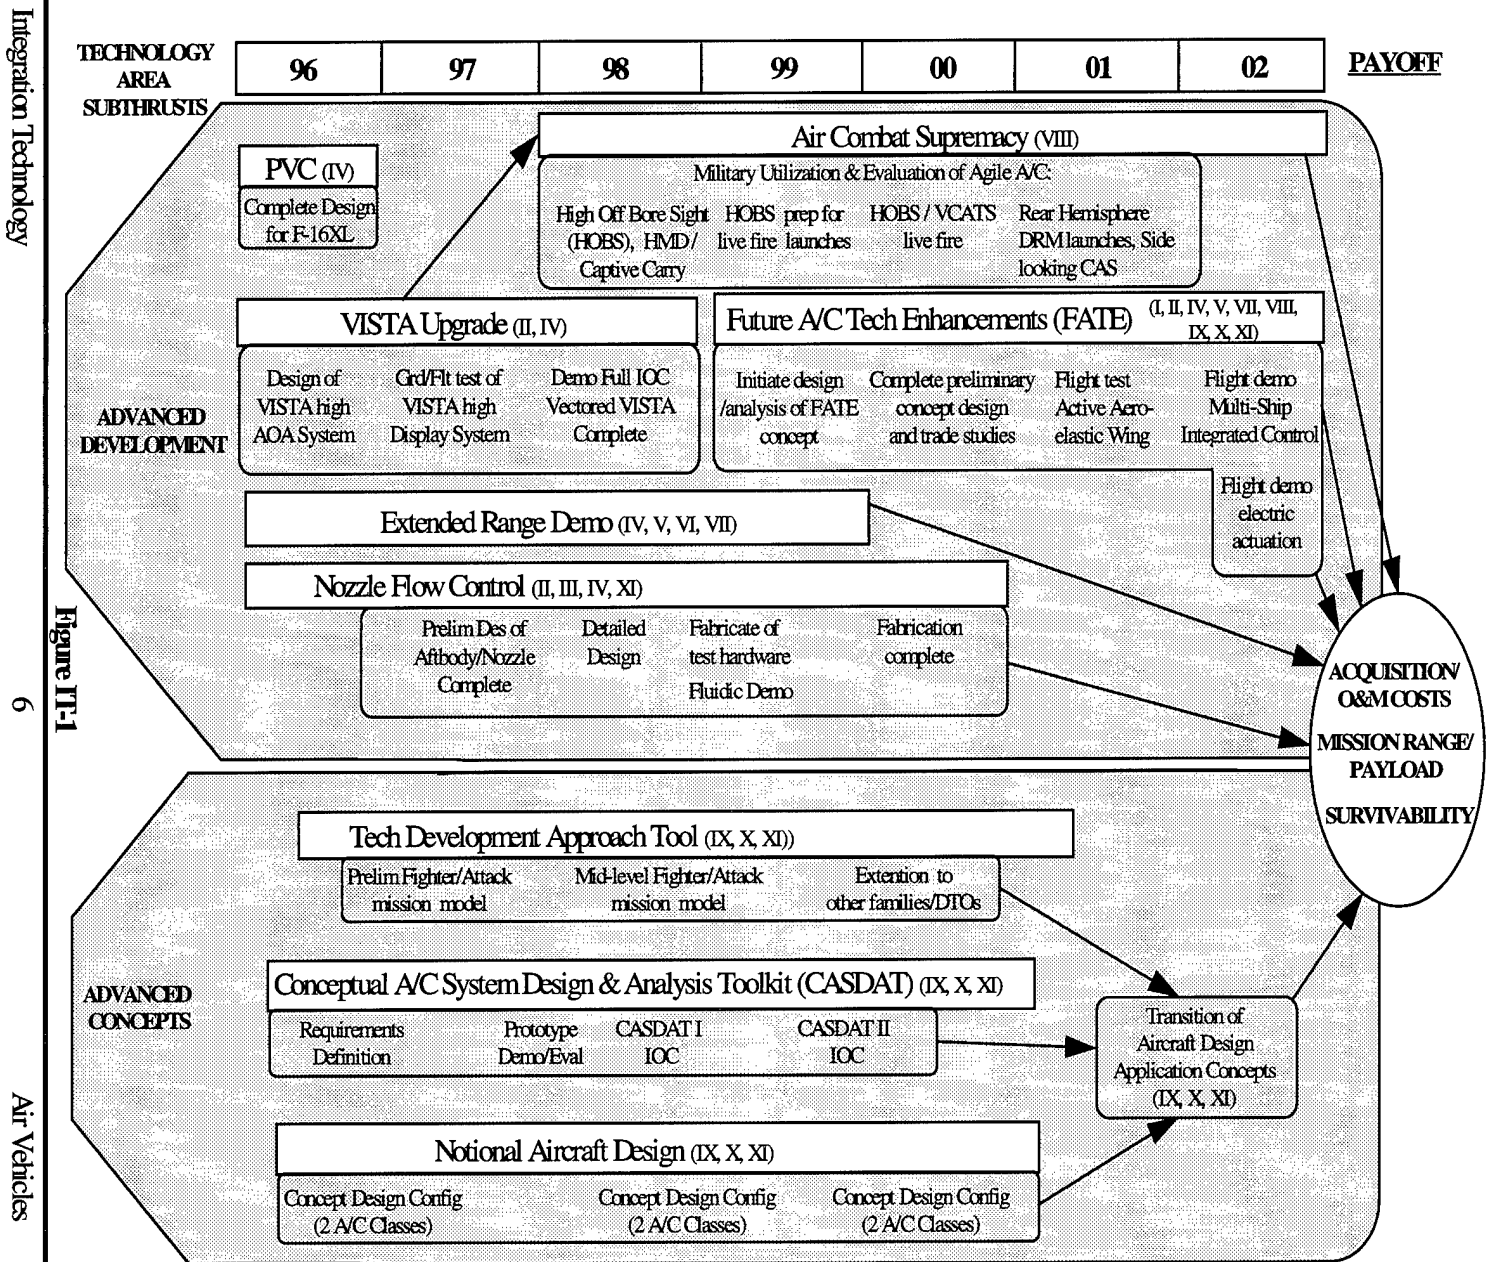 Integration Technology
Figure IT-1
6
Air Vehicles
TECHNOLOGY
AREA
SUBTHRUSTS
96 97 98 99 00 01 02
PAYOFF
Air Combat Supremacy (VIII)
Military Utilization & Evaluation of Agile A/C:
High Off Bore Sight
(HOBS), HMD/
Captive Carry
HOBS prep for
live fire launches
HOBS / VCATS
live fire
Rear Hemisphere
DRM launches, Side
looking CAS
PVC (IV)
Complete Design
for F-16XL
VISTA Upgrade (II, IV)
Design of
VISTA high
AOA System
Grd/Flt test of
VISTA high
Display System
Demo Full IOC
Vectored VISTA
Complete
Future A/C Tech Enhancements (FATE) (I, II, IV, V, VII, VIII,
IX, X, XI)
Initiate design
/analysis of FATE
concept
Complete preliminary
concept design
and trade studies
Flight test
Active Aero-
elastic Wing
Flight demo
Multi-Ship
Integrated Control
Flight demo
electric
actuation
ADVANCED
DEVELOPMENT
Extended Range Demo (IV, V, VI, VII)
Nozzle Flow Control (II, III, IV, XI)
Prelim Des of
Aftbody/Nozzle
Complete
Detailed
Design
Fabricate of
test hardware
Fluidic Demo
Fabrication
complete
ACQUISITION/
O&M COSTS
MISSION RANGE/
PAYLOAD
SURVIVABILITY
Tech Development Approach Tool (IX, X, XI))
Prelim Fighter/Attack
mission model
Mid-level Fighter/Attack
mission model
Extention to
other families/DTOs
ADVANCED
CONCEPTS
Conceptual A/C System Design & Analysis Toolkit (CASDAT) (IX, X, XI)
Requirements
Definition
Prototype
Demo/Eval
CASDAT I
IOC
CASDAT II
IOC
Transition of
Aircraft Design
Application Concepts
(IX, X, XI)
Notional Aircraft Design (IX, X, XI)
Concept Design Config
(2 A/C Classes)
Concept Design Config
(2 A/C Classes)
Concept Design Config
(2 A/C Classes)